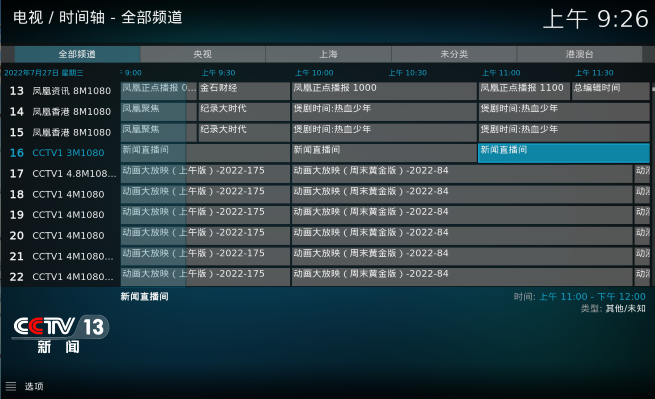 电视 / 时间轴 - 全部频道
上午 9:26
全部频道 央视 上海 未分类 港澳台
2022年7月27日 星期三 9:00 上午 9:30 上午 10:00 上午 10:30 上午 11:00 上午 11:30
13 凤凰资讯 8M1080 凤凰正点播报 0... 金石财经 凤凰正点播报 1000 凤凰正点播报 1100 总编辑时间
14 凤凰香港 8M1080 凤凰聚焦 纪录大时代 煲剧时间:热血少年 煲剧时间:热血少年
15 凤凰香港 8M1080 凤凰聚焦 纪录大时代 煲剧时间:热血少年 煲剧时间:热血少年
16 CCTV1 3M1080 新闻直播间 新闻直播间 新闻直播间
17 CCTV1 4.8M108... 动画大放映（上午版）-2022-175 动画大放映（周末黄金版）-2022-84
18 CCTV1 4M1080 动画大放映（上午版）-2022-175 动画大放映（周末黄金版）-2022-84
19 CCTV1 4M1080 动画大放映（上午版）-2022-175 动画大放映（周末黄金版）-2022-84
20 CCTV1 4M1080 动画大放映（上午版）-2022-175 动画大放映（周末黄金版）-2022-84
21 CCTV1 4M1080... 动画大放映（上午版）-2022-175 动画大放映（周末黄金版）-2022-84
22 CCTV1 4M1080... 动画大放映（上午版）-2022-175 动画大放映（周末黄金版）-2022-84
新闻直播间 时间: 上午 11:00 - 下午 12:00
类型: 其他/未知
CCTV 13
新闻
选项